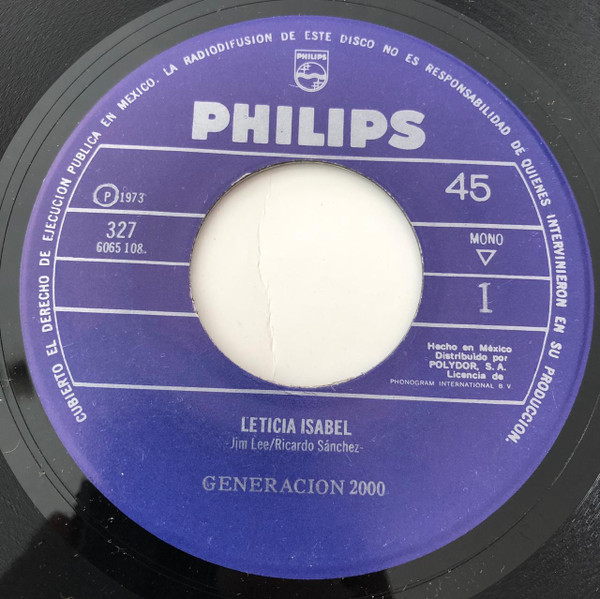 CUBIERTO EL DERECHO DE EJECUCION PUBLICA EN MEXICO. LA RADIODIFUSION DE ESTE DISCO NO ES RESPONSABILIDAD DE QUIENES INTERVINIERON EN SU PRODUCCION.
PHILIPS
PHILIPS
P 1973
45
327
6065 108.
MONO
1
Hecho en México
Distribuido por
POLYDOR, S. A.
Licencia de
PHONOGRAM INTERNATIONAL B V
LETICIA ISABEL
Jim Lee/Ricardo Sánchez-
GENERACION 2000